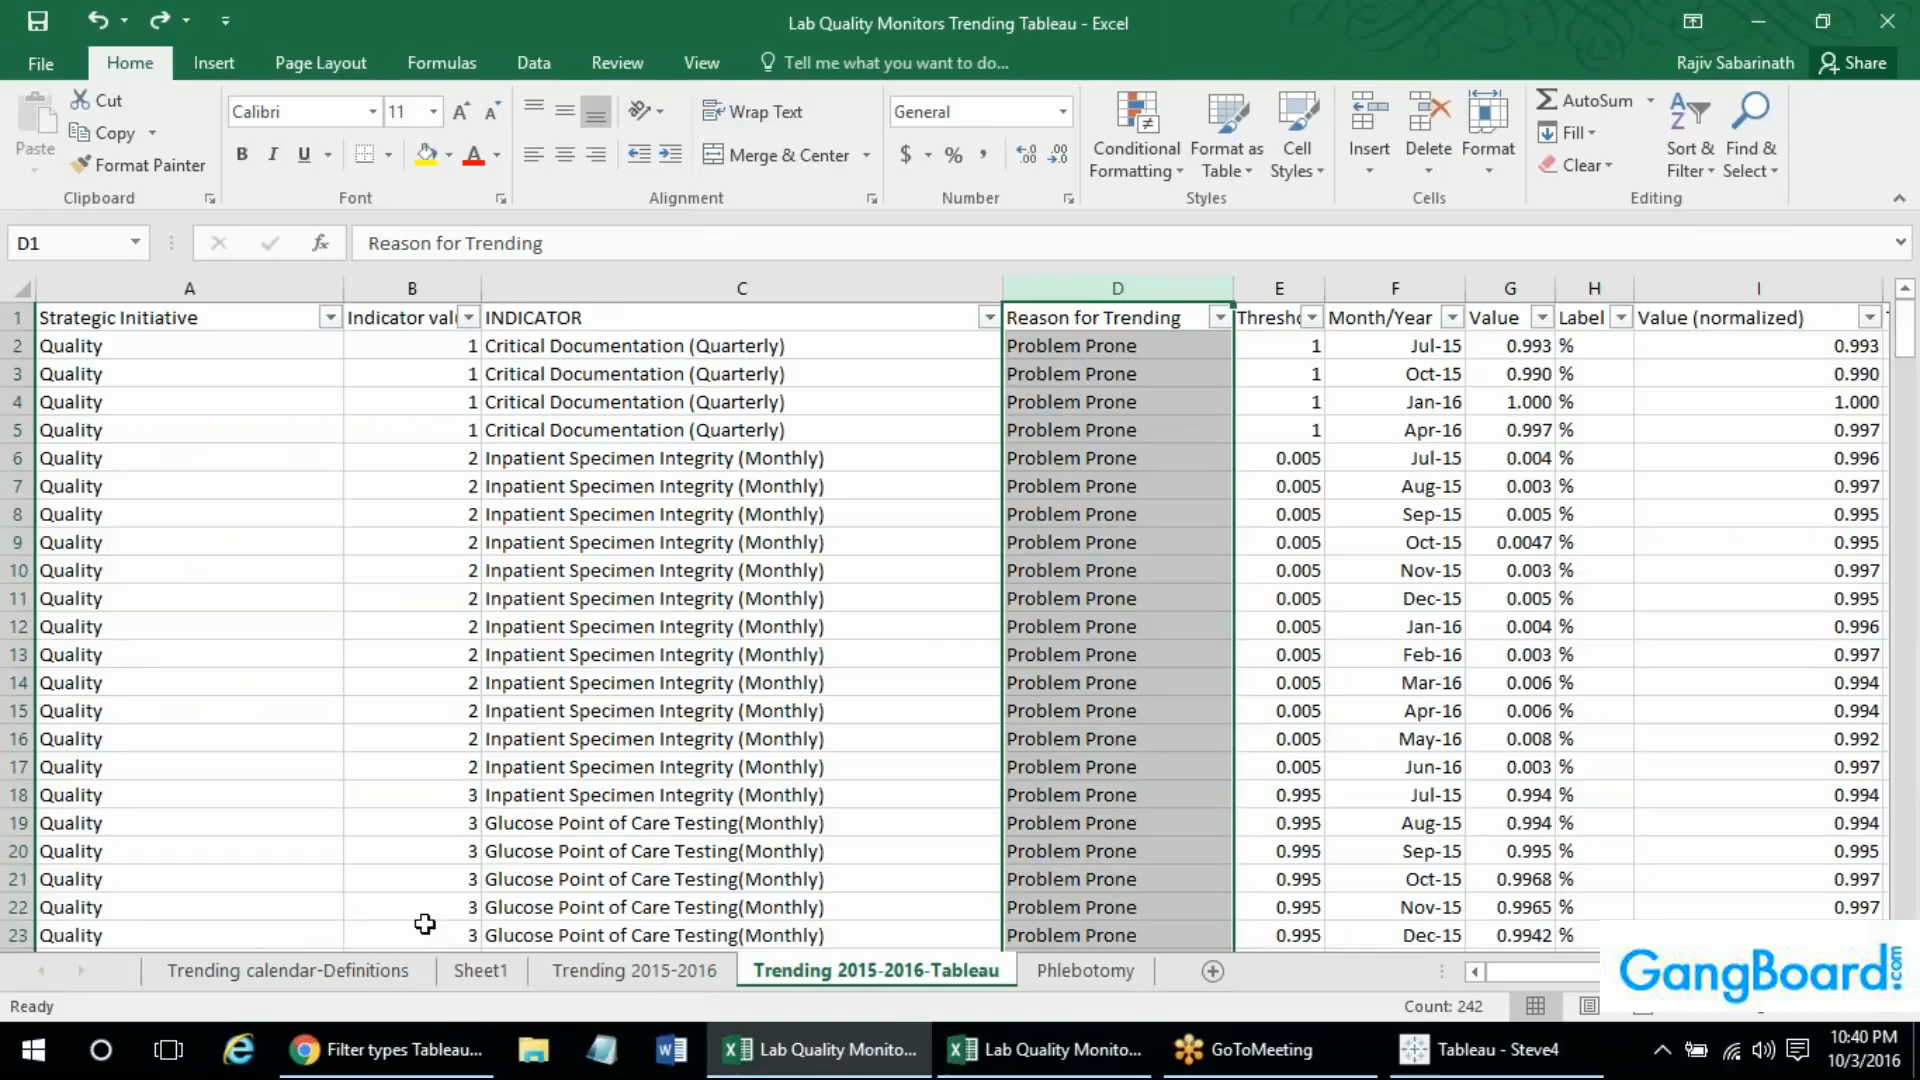 Lab Quality Monitors Trending Tableau - Excel
File Home Insert Page Layout Formulas Data Review View Tell me what you want to do... Rajiv Sabarinath Share
Paste Cut Copy Format Painter Clipboard
Calibri 11 B I U A Font
Wrap Text Merge & Center Alignment
General $ % , Number
Conditional Formatting Format as Table Cell Styles Styles
Insert Delete Format Cells
AutoSum Fill Clear Sort & Filter Find & Select Editing
D1 fx Reason for Trending
A B C D E F G H I
1 Strategic Initiative Indicator val INDICATOR Reason for Trending Thresho Month/Year Value Label Value (normalized)
2 Quality 1 Critical Documentation (Quarterly) Problem Prone 1 Jul-15 0.993 % 0.993
3 Quality 1 Critical Documentation (Quarterly) Problem Prone 1 Oct-15 0.990 % 0.990
4 Quality 1 Critical Documentation (Quarterly) Problem Prone 1 Jan-16 1.000 % 1.000
5 Quality 1 Critical Documentation (Quarterly) Problem Prone 1 Apr-16 0.997 % 0.997
6 Quality 2 Inpatient Specimen Integrity (Monthly) Problem Prone 0.005 Jul-15 0.004 % 0.996
7 Quality 2 Inpatient Specimen Integrity (Monthly) Problem Prone 0.005 Aug-15 0.003 % 0.997
8 Quality 2 Inpatient Specimen Integrity (Monthly) Problem Prone 0.005 Sep-15 0.005 % 0.995
9 Quality 2 Inpatient Specimen Integrity (Monthly) Problem Prone 0.005 Oct-15 0.0047 % 0.995
10 Quality 2 Inpatient Specimen Integrity (Monthly) Problem Prone 0.005 Nov-15 0.003 % 0.997
11 Quality 2 Inpatient Specimen Integrity (Monthly) Problem Prone 0.005 Dec-15 0.005 % 0.995
12 Quality 2 Inpatient Specimen Integrity (Monthly) Problem Prone 0.005 Jan-16 0.004 % 0.996
13 Quality 2 Inpatient Specimen Integrity (Monthly) Problem Prone 0.005 Feb-16 0.003 % 0.997
14 Quality 2 Inpatient Specimen Integrity (Monthly) Problem Prone 0.005 Mar-16 0.006 % 0.994
15 Quality 2 Inpatient Specimen Integrity (Monthly) Problem Prone 0.005 Apr-16 0.006 % 0.994
16 Quality 2 Inpatient Specimen Integrity (Monthly) Problem Prone 0.005 May-16 0.008 % 0.992
17 Quality 2 Inpatient Specimen Integrity (Monthly) Problem Prone 0.005 Jun-16 0.003 % 0.997
18 Quality 3 Inpatient Specimen Integrity (Monthly) Problem Prone 0.995 Jul-15 0.994 % 0.994
19 Quality 3 Glucose Point of Care Testing(Monthly) Problem Prone 0.995 Aug-15 0.994 % 0.994
20 Quality 3 Glucose Point of Care Testing(Monthly) Problem Prone 0.995 Sep-15 0.995 % 0.995
21 Quality 3 Glucose Point of Care Testing(Monthly) Problem Prone 0.995 Oct-15 0.9968 % 0.997
22 Quality 3 Glucose Point of Care Testing(Monthly) Problem Prone 0.995 Nov-15 0.9965 % 0.997
23 Quality 3 Glucose Point of Care Testing(Monthly) Problem Prone 0.995 Dec-15 0.9942 %
Trending calendar-Definitions Sheet1 Trending 2015-2016 Trending 2015-2016-Tableau Phlebotomy
GangBoard.com
Ready Count: 242
Filter types Tableau... Lab Quality Monito... Lab Quality Monito... GoToMeeting Tableau - Steve4 10:40 PM
10/3/2016